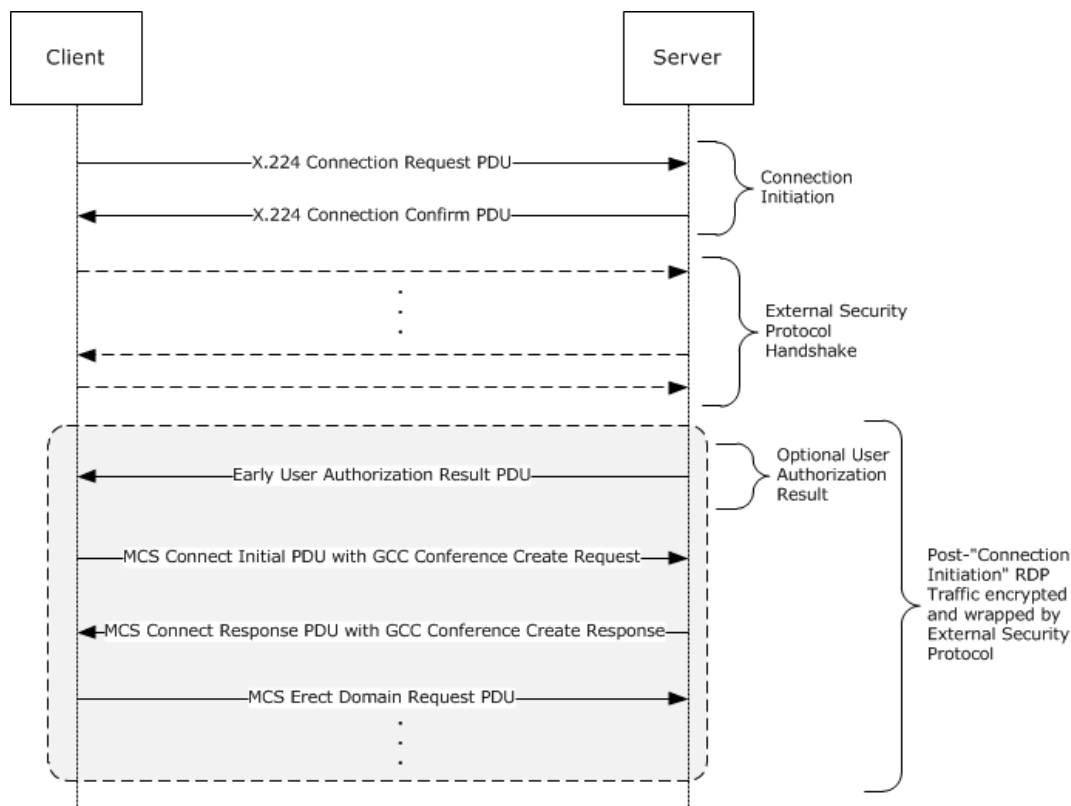 Client
Server
X.224 Connection Request PDU
Connection
Initiation
X.224 Connection Confirm PDU
External Security
Protocol
Handshake
Optional User
Authorization
Result
Early User Authorization Result PDU
MCS Connect Initial PDU with GCC Conference Create Request
Post-"Connection
Initiation" RDP
Traffic encrypted
and wrapped by
External Security
Protocol
MCS Connect Response PDU with GCC Conference Create Response
MCS Erect Domain Request PDU